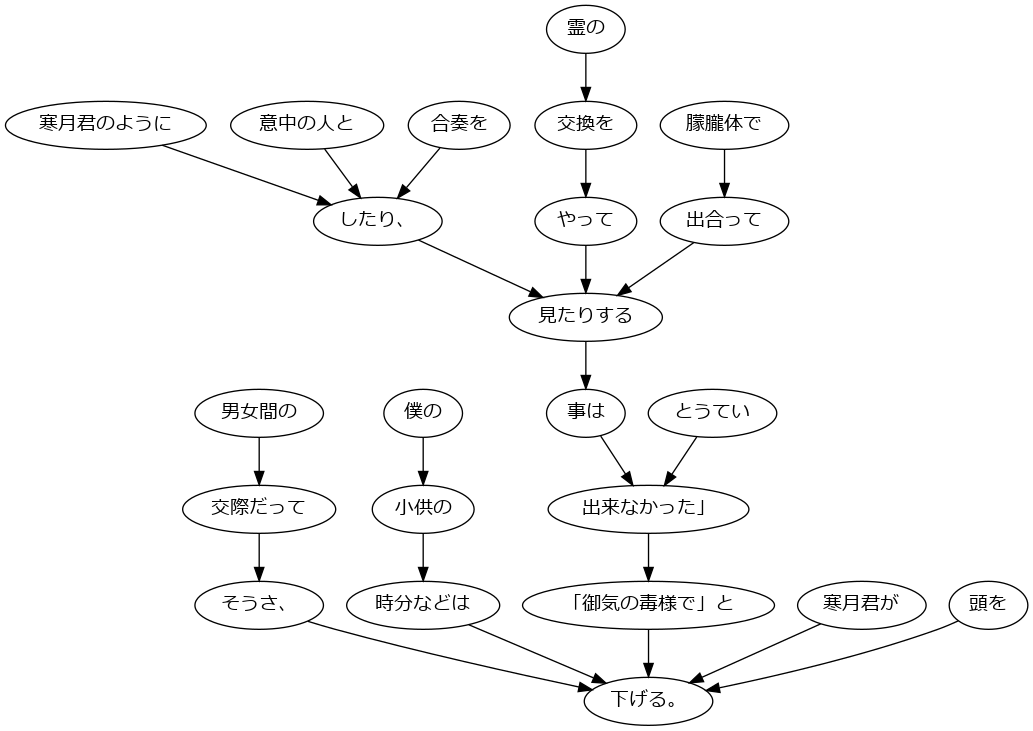 霊の
寒月君のように
意中の人と
合奏を
交換を
朦朧体で
したり、
やって
出合って
見たりする
男女間の
僕の
事は
とうてい
交際だって
小供の
出来なかった」
そうさ、
時分などは
「御気の毒様で」と
寒月君が
頭を
下げる。